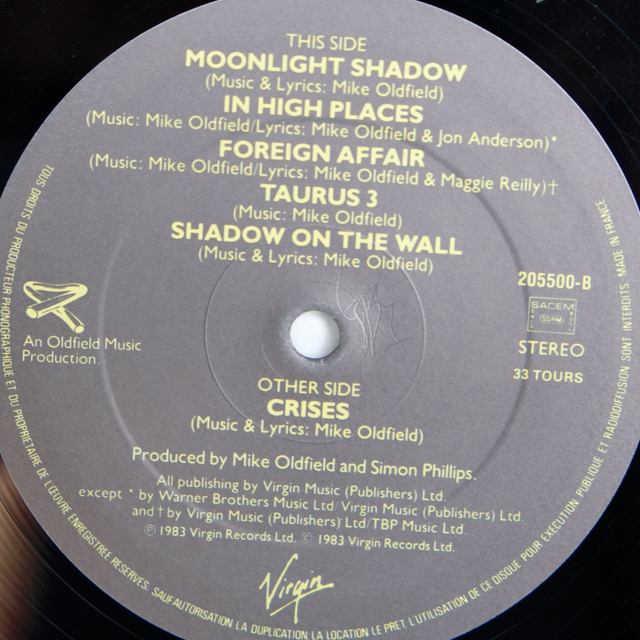 THIS SIDE
MOONLIGHT SHADOW
(Music & Lyrics: Mike Oldfield)
IN HIGH PLACES
(Music: Mike Oldfield/Lyrics: Mike Oldfield & Jon Anderson)*
FOREIGN AFFAIR
(Music: Mike Oldfield/Lyrics: Mike Oldfield & Maggie Reilly)†
TAURUS 3
(Music: Mike Oldfield)
SHADOW ON THE WALL
(Music & Lyrics: Mike Oldfield)
205500-B
SACEM
SDRM
STEREO
33 TOURS
An Oldfield Music
Production
OTHER SIDE
CRISES
(Music & Lyrics: Mike Oldfield)
Produced by Mike Oldfield and Simon Phillips.
All publishing by Virgin Music (Publishers) Ltd.
except * by Warner Brothers Music Ltd/Virgin Music (Publishers) Ltd
and † by Virgin Music (Publishers) Ltd/TBP Music Ltd.
℗ 1983 Virgin Records Ltd. © 1983 Virgin Records Ltd.
Virgin
TOUS DROITS DU PRODUCTEUR PHONOGRAPHIQUE ET DU PROPRIETAIRE DE L'ŒUVRE ENREGISTREE RESERVES. SAUF AUTORISATION LA DUPLICATION, LA LOCATION LE PRET L'UTILISATION DE CE DISQUE POUR EXECUTION PUBLIQUE ET RADIODIFFUSION SONT INTERDITS. MADE IN FRANCE